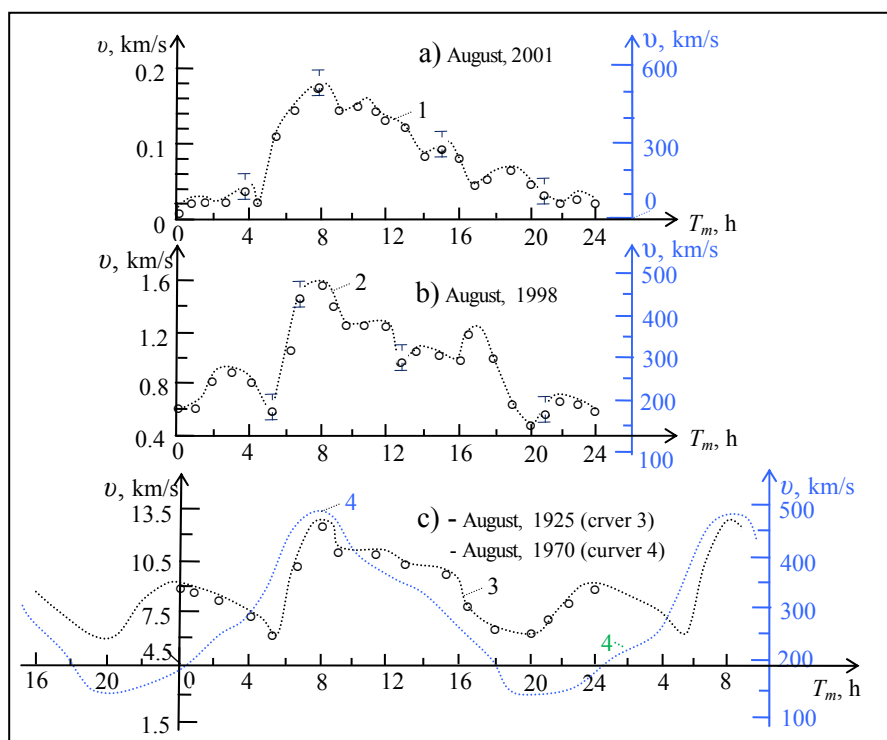 υ, km/s
a) August, 2001
υ, km/s
600
0.2
1
0.1
300
0
0
0 4 8 12 16 20 24
T_m, h
υ, km/s
υ, km/s
500
1.6
2
b) August, 1998
400
1.2
300
0.8
200
0.4
T_m, h
100
0 4 8 12 16 20 24
υ, km/s
υ, km/s
4
13.5
500
c) - August, 1925 (crver 3)
- August, 1970 (curver 4)
10.5
400
3
7.5
300
4
4.5
200
16 20 0 4 8 12 16 20 24 4 8
T_m, h
1.5
100